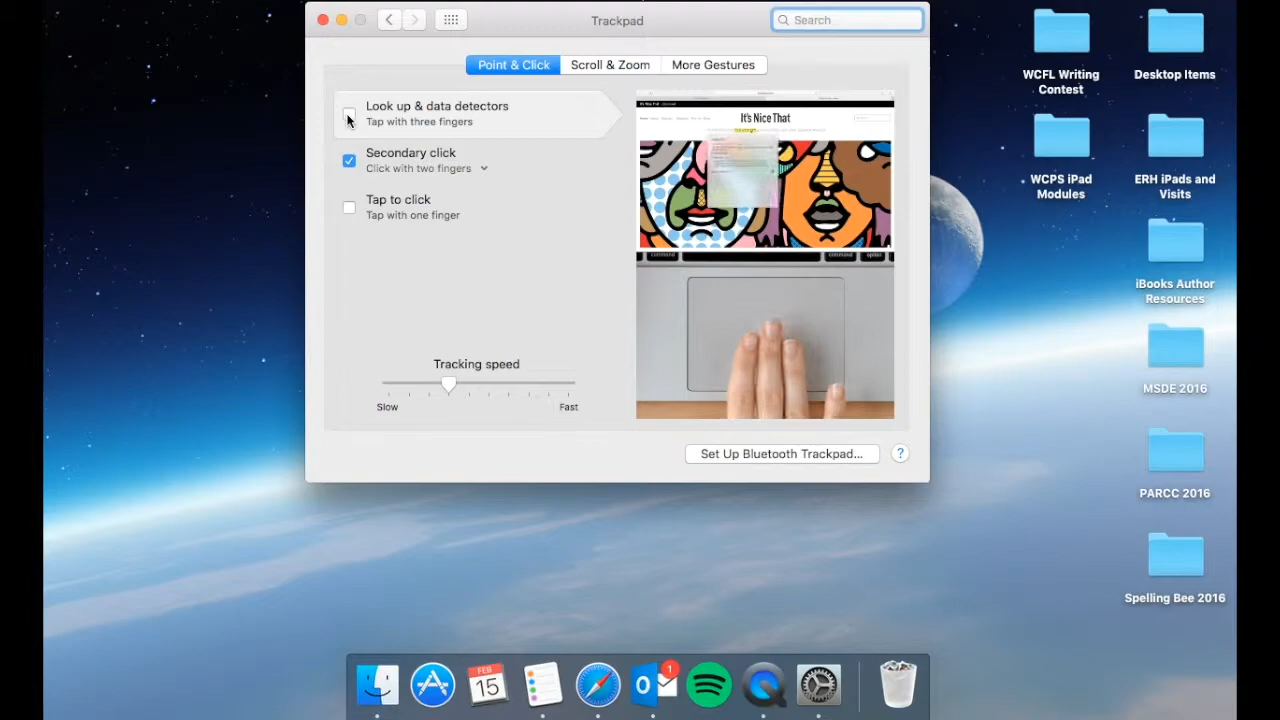 Trackpad
Search
Point & Click
Scroll & Zoom
More Gestures
Look up & data detectors
Tap with three fingers
Secondary click
Click with two fingers
Tap to click
Tap with one finger
Tracking speed
Slow
Fast
It's Nice That
command
command
option
Set Up Bluetooth Trackpad...
?
WCFL Writing
Contest
Desktop Items
WCPS iPad
Modules
ERH iPads and
Visits
iBooks Author
Resources
MSDE 2016
PARCC 2016
Spelling Bee 2016
FEB
15
1